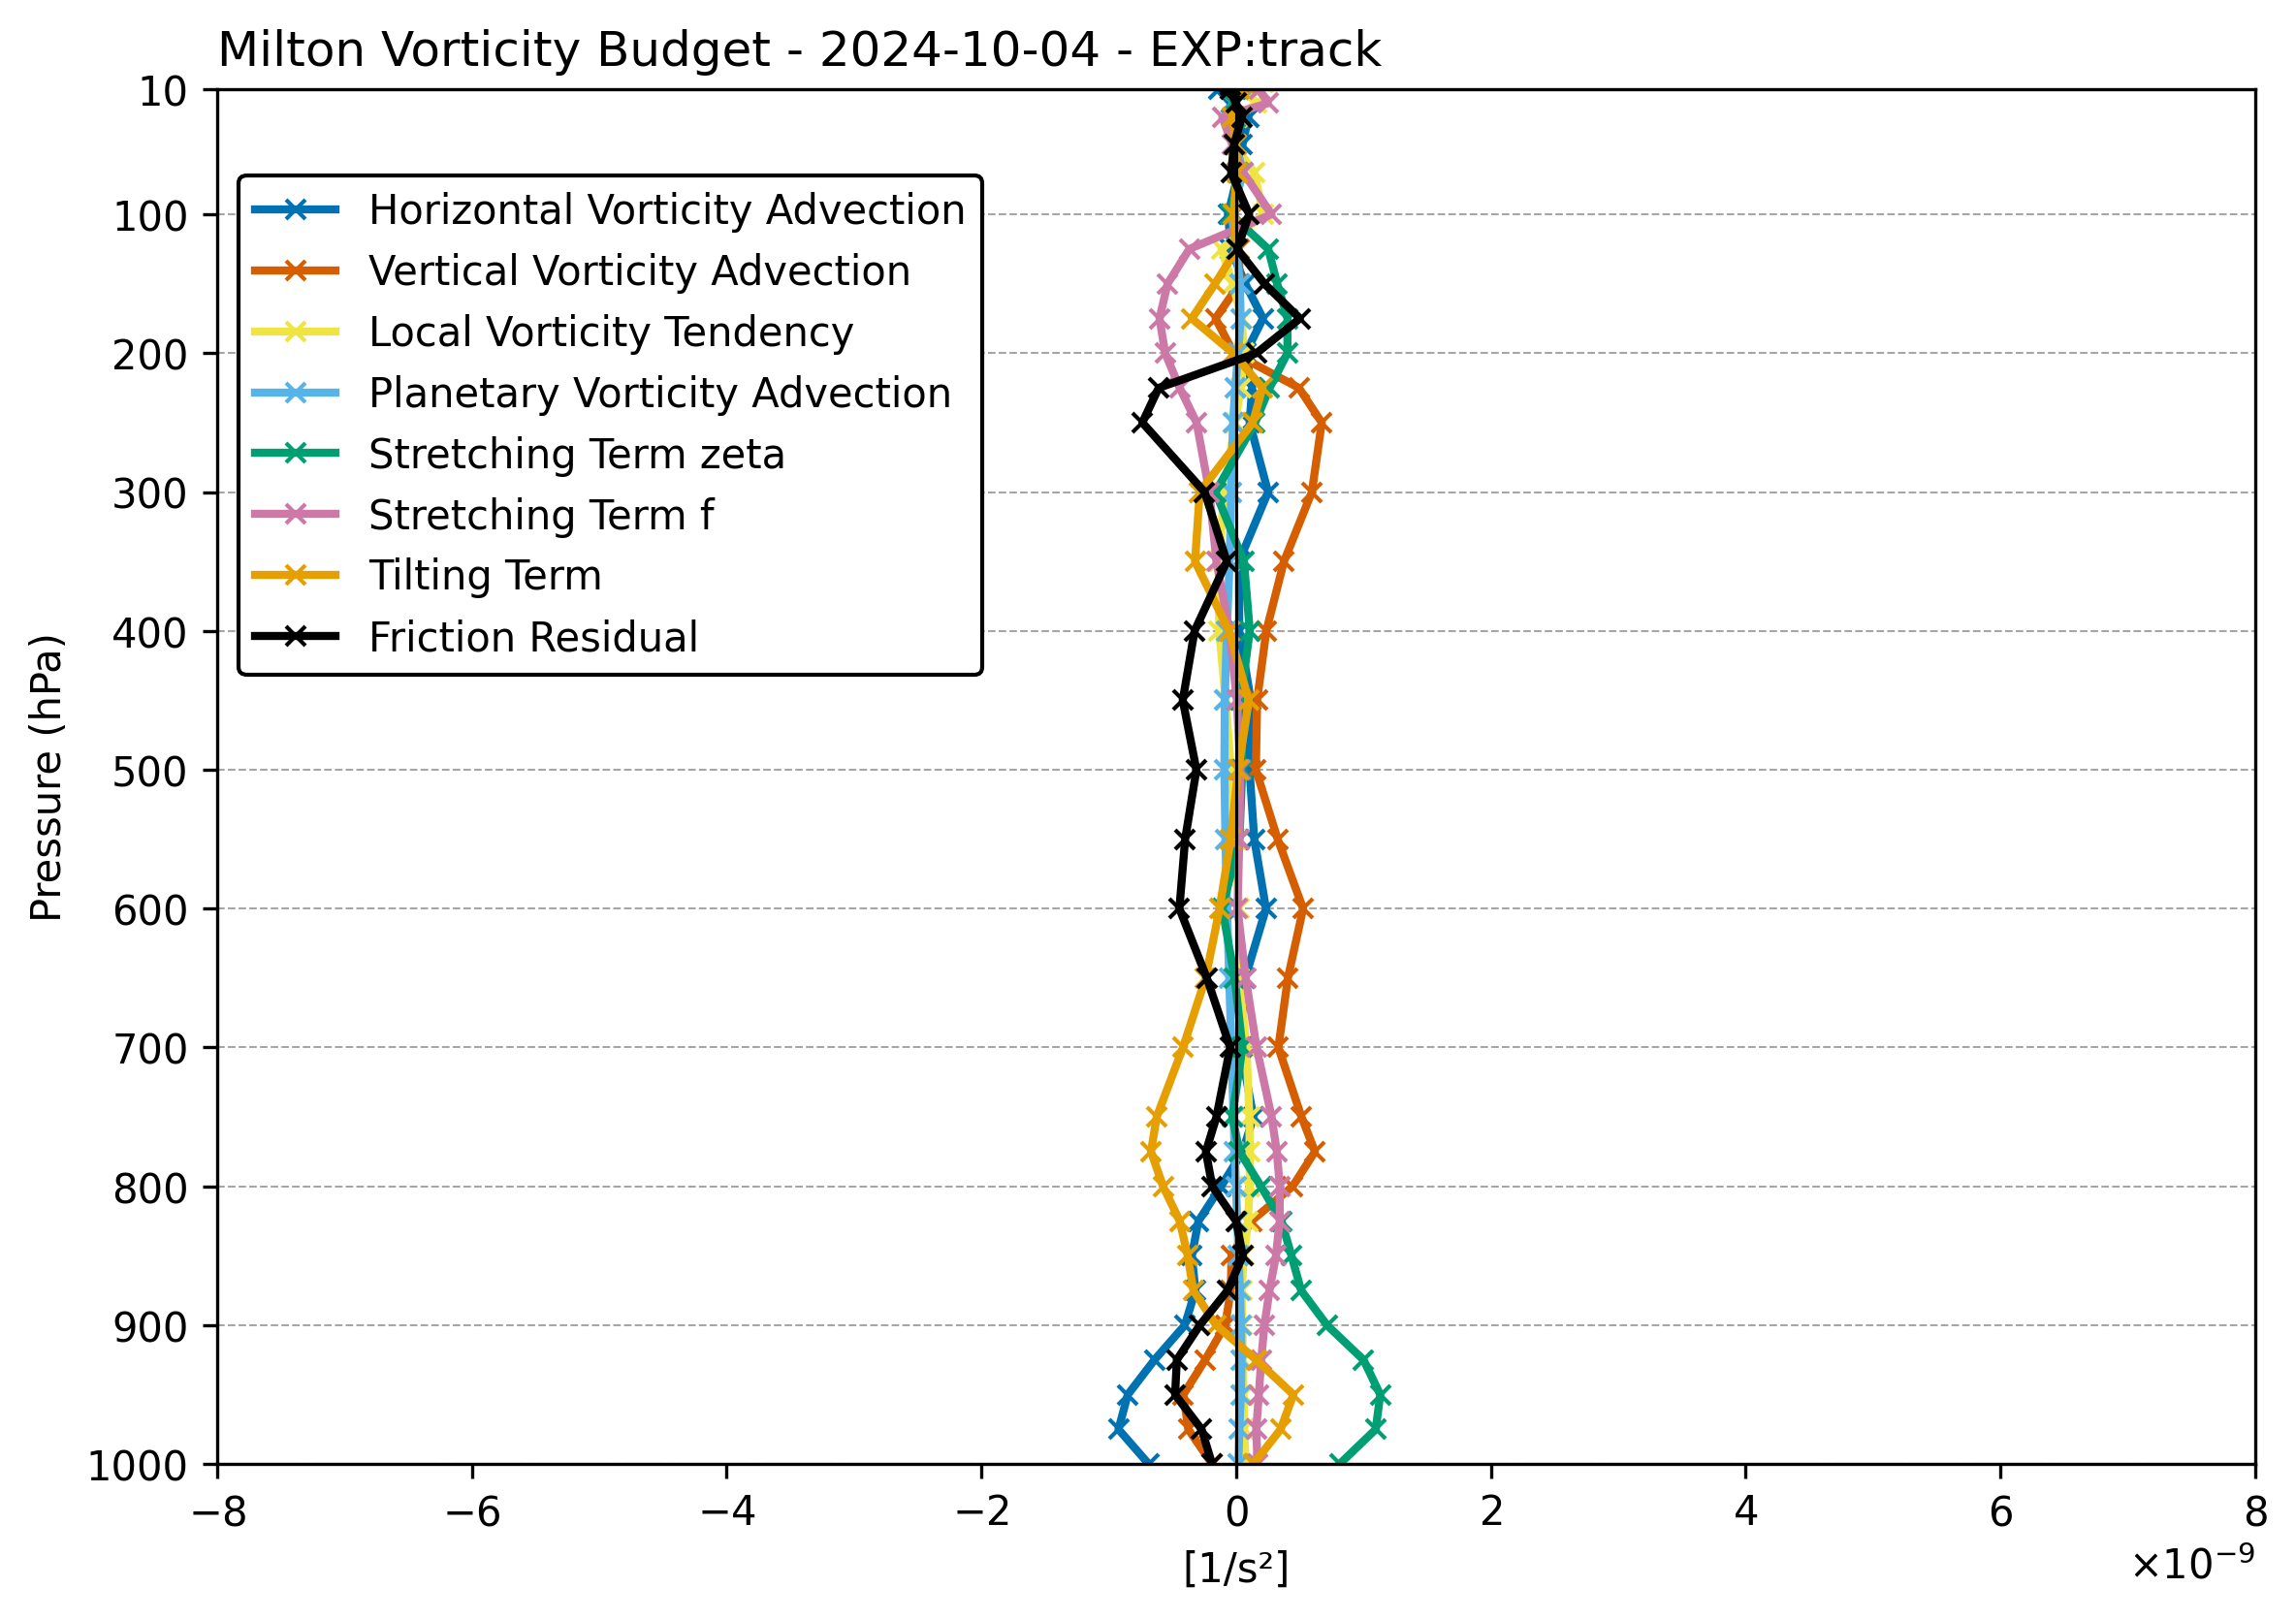 Milton Vorticity Budget - 2024-10-04 - EXP:track
10
100
200
300
400
500
600
700
800
900
1000
Pressure (hPa)
Horizontal Vorticity Advection
Vertical Vorticity Advection
Local Vorticity Tendency
Planetary Vorticity Advection
Stretching Term zeta
Stretching Term f
Tilting Term
Friction Residual
−8 −6 −4 −2 0 2 4 6 8
[1/s²]
×10⁻⁹